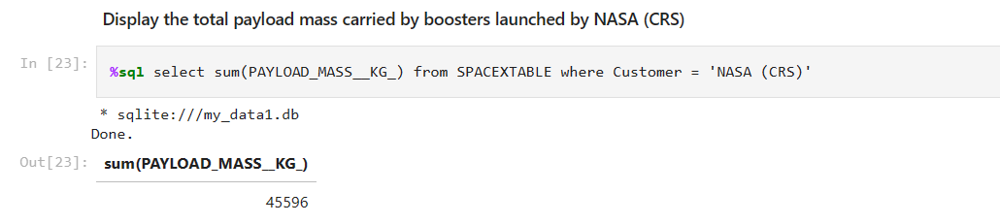 Display the total payload mass carried by boosters launched by NASA (CRS)
In [23]: %sql select sum(PAYLOAD_MASS__KG_) from SPACEXTABLE where Customer = 'NASA (CRS)'
* sqlite:///my_data1.db
Done.
Out[23]: sum(PAYLOAD_MASS__KG_)
45596